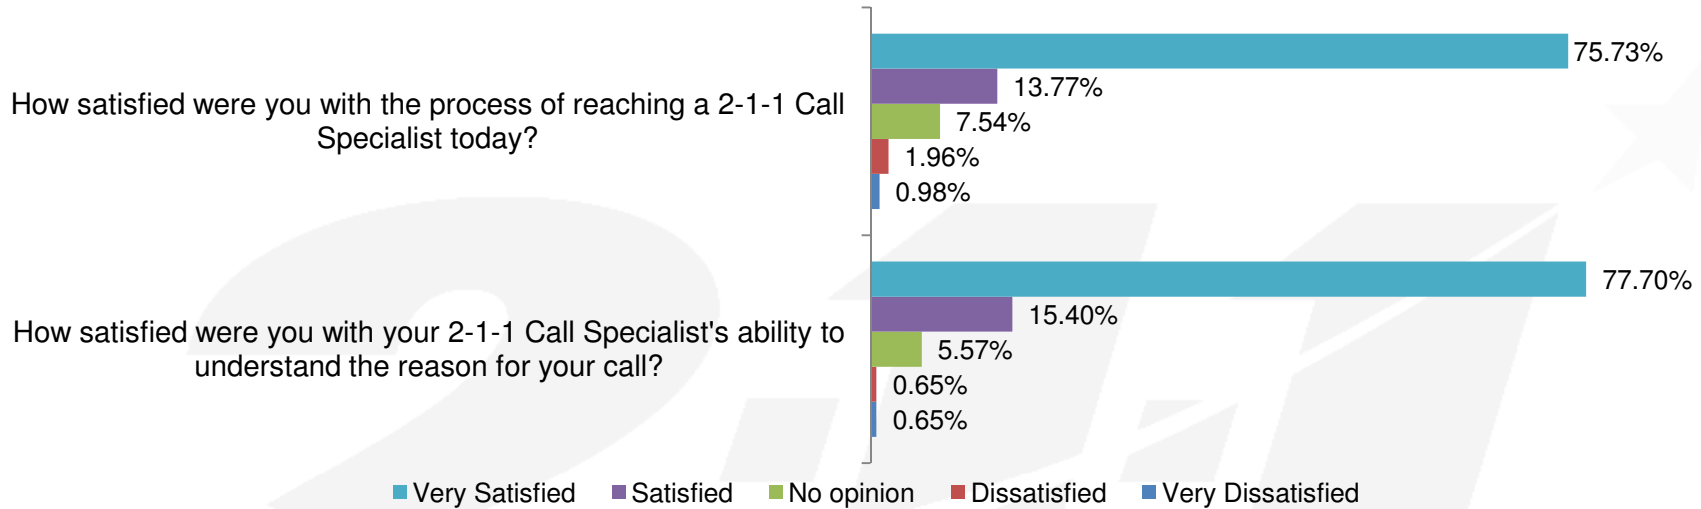 How satisfied were you with the process of reaching a 2-1-1 Call
Specialist today?
75.73%
13.77%
7.54%
1.96%
0.98%
How satisfied were you with your 2-1-1 Call Specialist's ability to
understand the reason for your call?
77.70%
15.40%
5.57%
0.65%
0.65%
Very Satisfied Satisfied No opinion Dissatisfied Very Dissatisfied
2-1-1